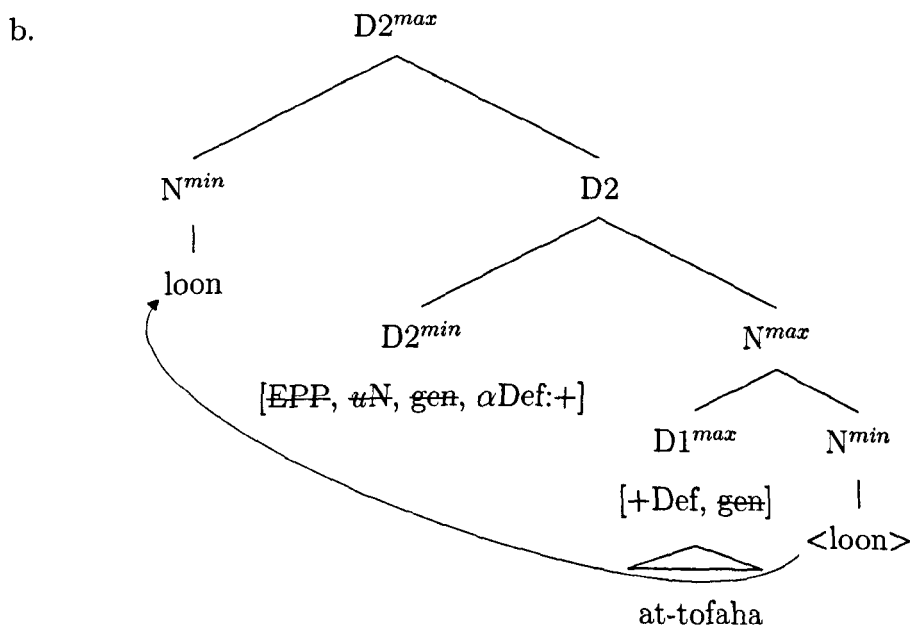 b.
D2^max
N^min D2
loon
D2^min N^max
[~~EPP~~, ~~uN~~, ~~gen~~, αDef:+]
D1^max N^min
[+Def, ~~gen~~]
<loon>
at-tofaha